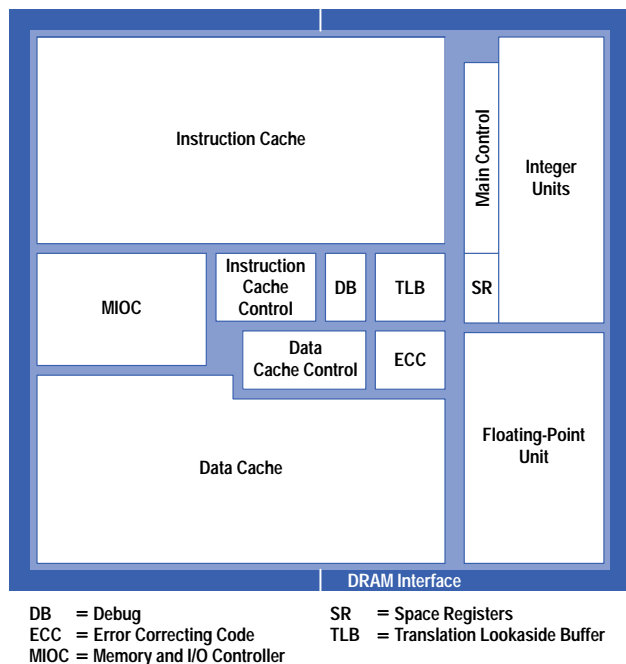 Instruction Cache
Main Control
Integer
Units
MIOC
Instruction
Cache
Control
DB
TLB
SR
Data
Cache Control
ECC
Data Cache
Floating-Point
Unit
DRAM Interface
DB = Debug
ECC = Error Correcting Code
MIOC = Memory and I/O Controller
SR = Space Registers
TLB = Translation Lookaside Buffer